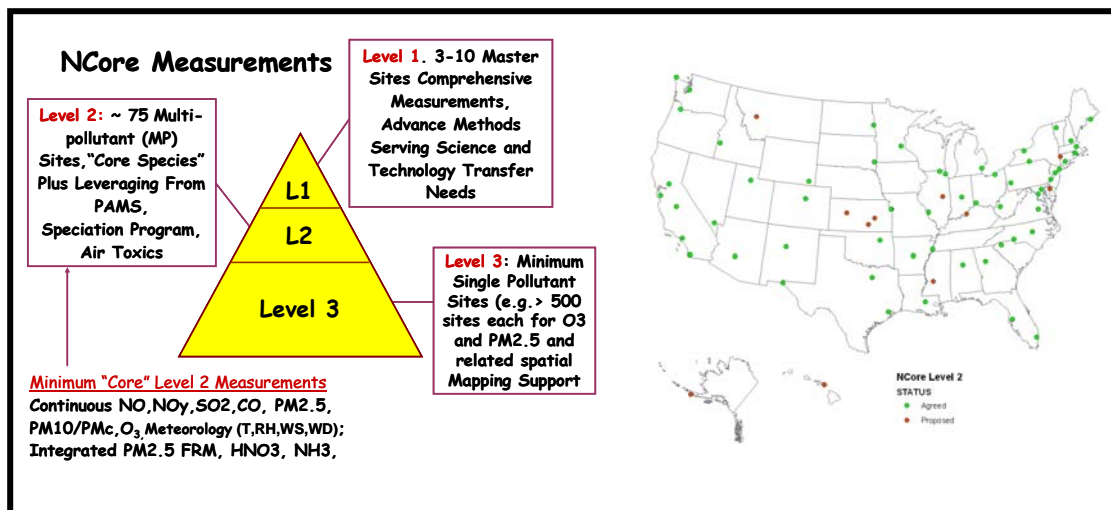 NCore Measurements
Level 1. 3-10 Master
Sites Comprehensive
Measurements,
Advance Methods
Serving Science and
Technology Transfer
Needs
Level 2: ~ 75 Multi-
pollutant (MP)
Sites,"Core Species"
Plus Leveraging From
PAMS,
Speciation Program,
Air Toxics
L1
L2
Level 3
Level 3: Minimum
Single Pollutant
Sites (e.g.> 500
sites each for O3
and PM2.5 and
related spatial
Mapping Support
Minimum "Core" Level 2 Measurements
Continuous NO,NOy,SO2,CO, PM2.5,
PM10/PMc,O3, Meteorology (T,RH,WS,WD);
Integrated PM2.5 FRM, HNO3, NH3,
NCore Level 2
STATUS
Agreed
Proposed